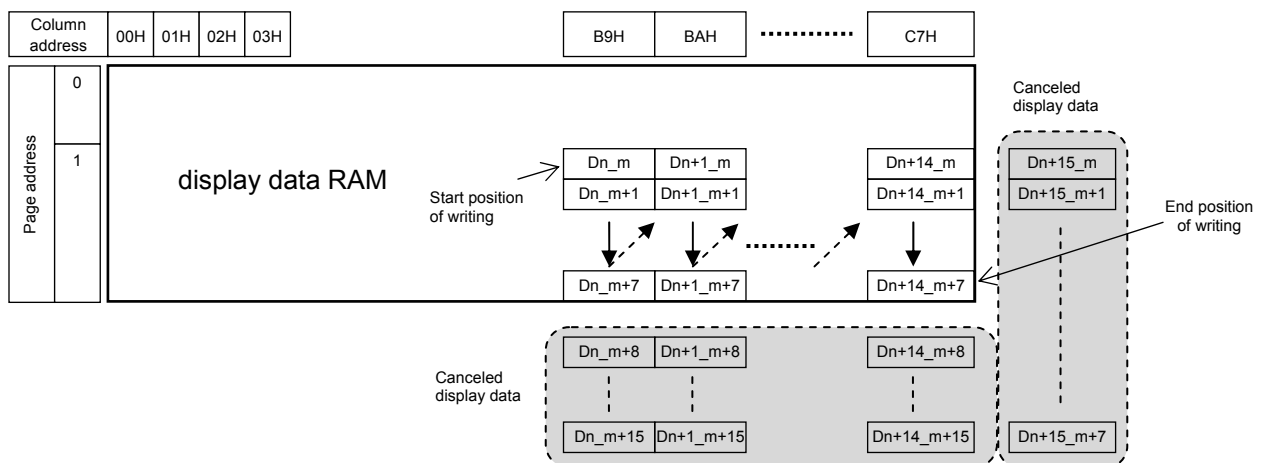 Column address 00H 01H 02H 03H B9H BAH C7H
Page address
0
1
Canceled
display data
display data RAM
Start position
of writing
Dn_m Dn+1_m Dn+14_m Dn+15_m
Dn_m+1 Dn+1_m+1 Dn+14_m+1 Dn+15_m+1
End position
of writing
Dn_m+7 Dn+1_m+7 Dn+14_m+7
Canceled
display data
Dn_m+8 Dn+1_m+8 Dn+14_m+8
Dn_m+15 Dn+1_m+15 Dn+14_m+15 Dn+15_m+7